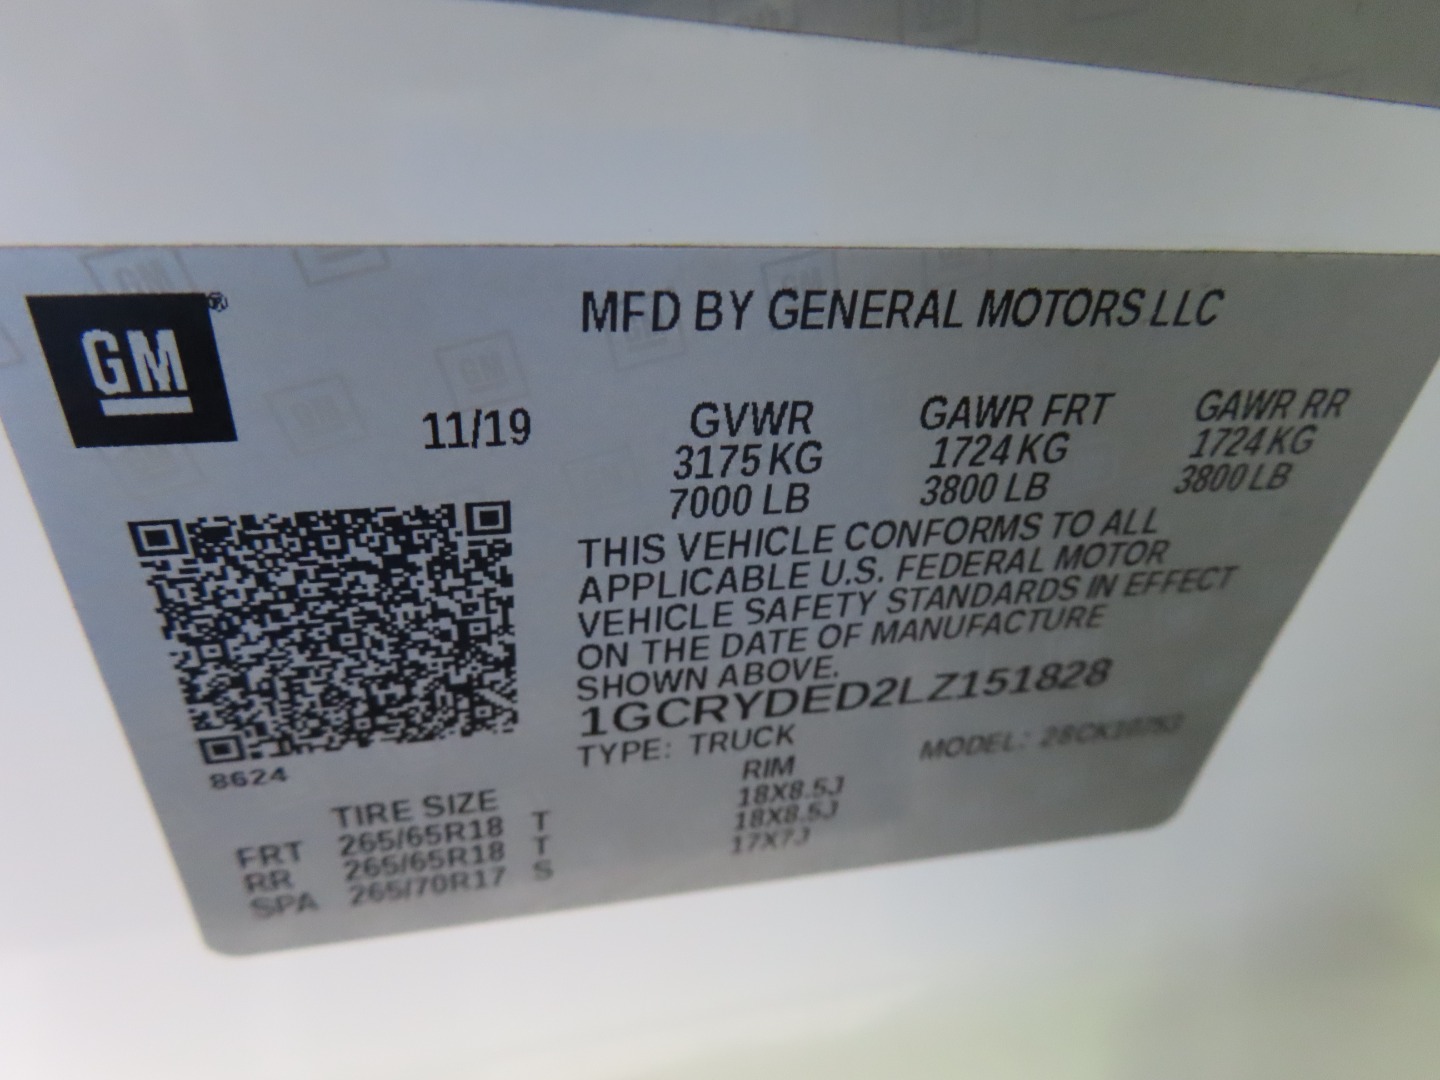 GM ®
MFD BY GENERAL MOTORS LLC
11/19
GVWR GAWR FRT GAWR RR
3175 KG 1724 KG 1724 KG
7000 LB 3800 LB 3800 LB
THIS VEHICLE CONFORMS TO ALL
APPLICABLE U.S. FEDERAL MOTOR
VEHICLE SAFETY STANDARDS IN EFFECT
ON THE DATE OF MANUFACTURE
SHOWN ABOVE.
1GCRYDED2LZ151828
TYPE: TRUCK MODEL:
8624
TIRE SIZE RIM
FRT 265/65R18 T 18X8.5J
RR 265/65R18 T 18X8.5J
SPA 265/70R17 S 17X7J